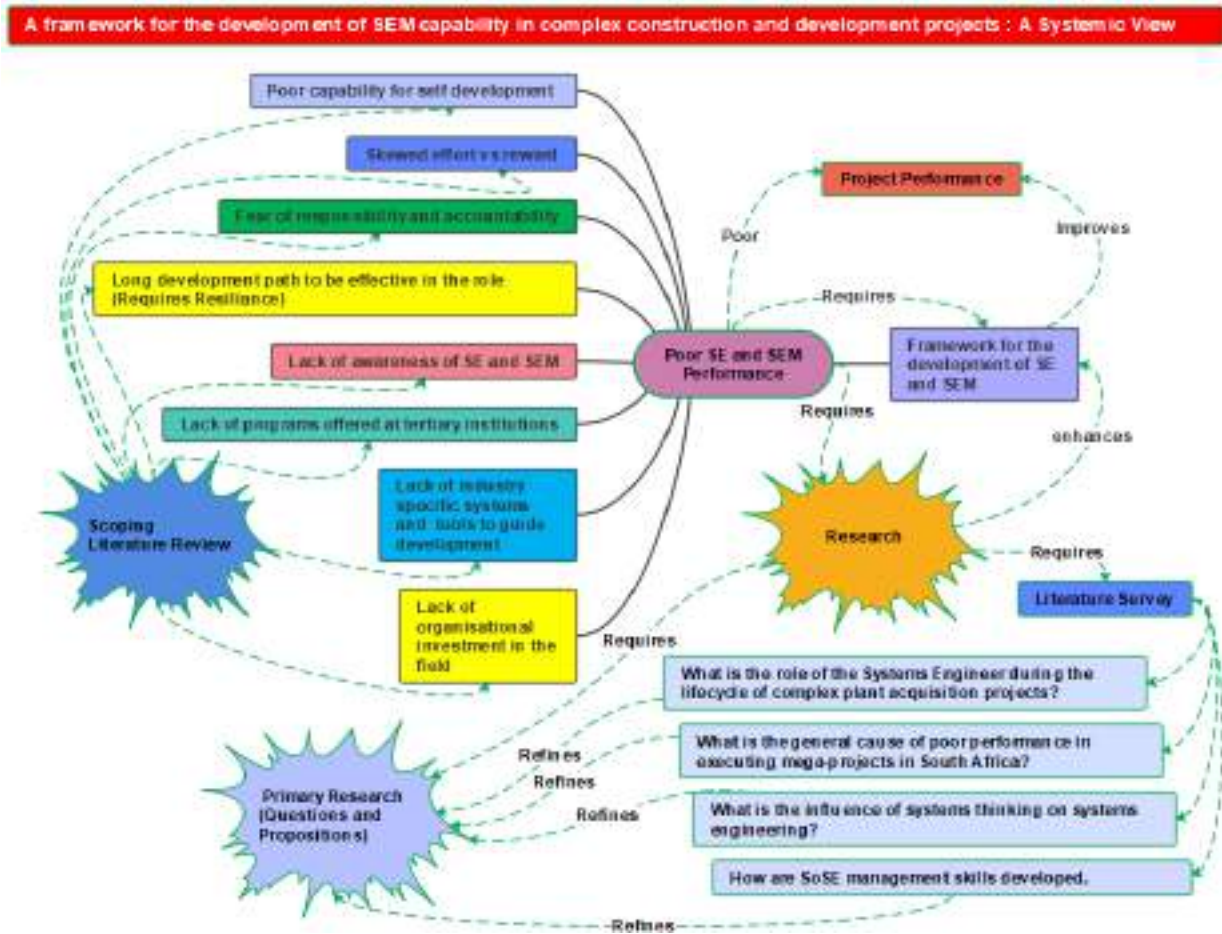 A framework for the development of SEM capability in complex construction and development projects : A Systemic View
Poor capability for self development
Skewed effort vs reward
Fear of responsibility and accountability
Long development path to be effective in the role
(Requires Resiliance)
Lack of awareness of SE and SEM
Lack of programs offered at tertiary institutions
Lack of industry
specific systems
and tools to guide
development
Lack of
organisational
investment in the
field
Scoping
Literature Review
Poor SE and SEM
Performance
Project Performance
Poor
Improves
Requires
Framework for the
development of SE
and SEM
Requires
enhances
Research
Requires
Literature Survey
Requires
What is the role of the Systems Engineer during the
lifecycle of complex plant acquisition projects?
What is the general cause of poor performance in
executing mega-projects in South Africa?
What is the influence of systems thinking on systems
engineering?
How are SoSE management skills developed.
Refines
Refines
Refines
Primary Research
(Questions and
Propositions)
Refines